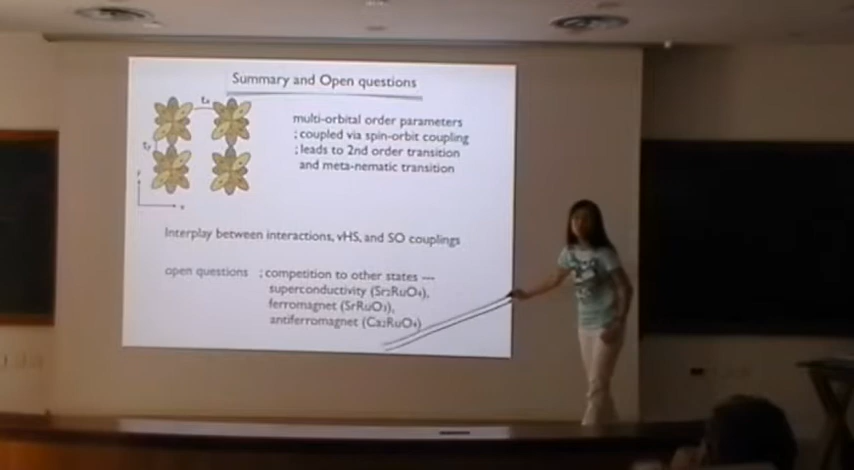 Summary and Open questions
multi-orbital order parameters
; coupled via spin-orbit coupling
; leads to 2nd order transition
and meta-nematic transition
Interplay between interactions, vHS, and SO couplings
open questions ; competition to other states ---
superconductivity (Sr₂RuO₄),
ferromagnet (SrRuO₃),
antiferromagnet (Ca₂RuO₄)